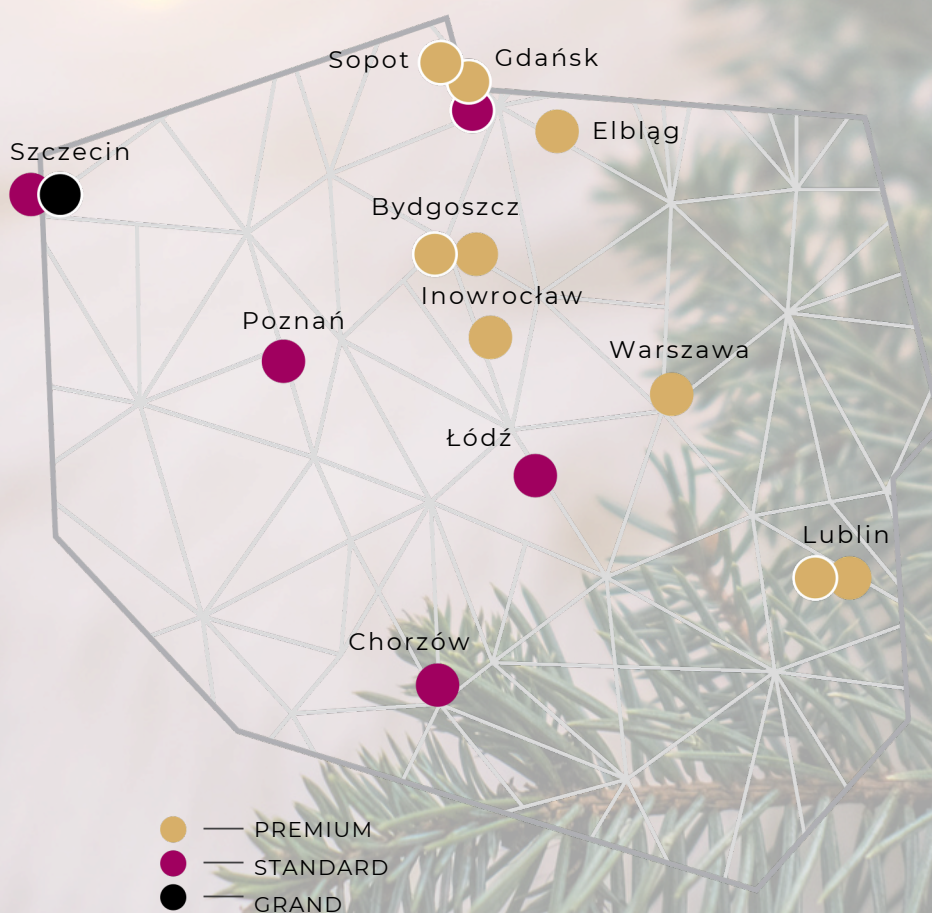 Sopot
Gdańsk
Elbląg
Szczecin
Bydgoszcz
Inowrocław
Poznań
Warszawa
Łódź
Lublin
Chorzów
PREMIUM
STANDARD
GRAND